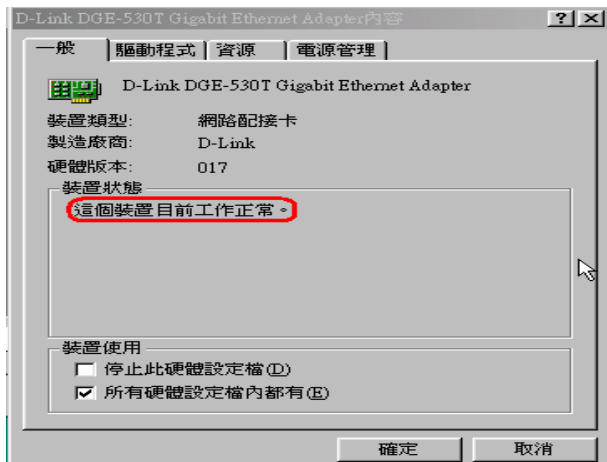 D-Link DGE-530T Gigabit Ethernet Adapter內容
一般 驅動程式 資源 電源管理
D-Link DGE-530T Gigabit Ethernet Adapter
裝置類型: 網路配接卡
製造廠商: D-Link
硬體版本: 017
裝置狀態
這個裝置目前工作正常。
裝置使用
停止此硬體設定檔(D)
所有硬體設定檔內都有(E)
確定 取消